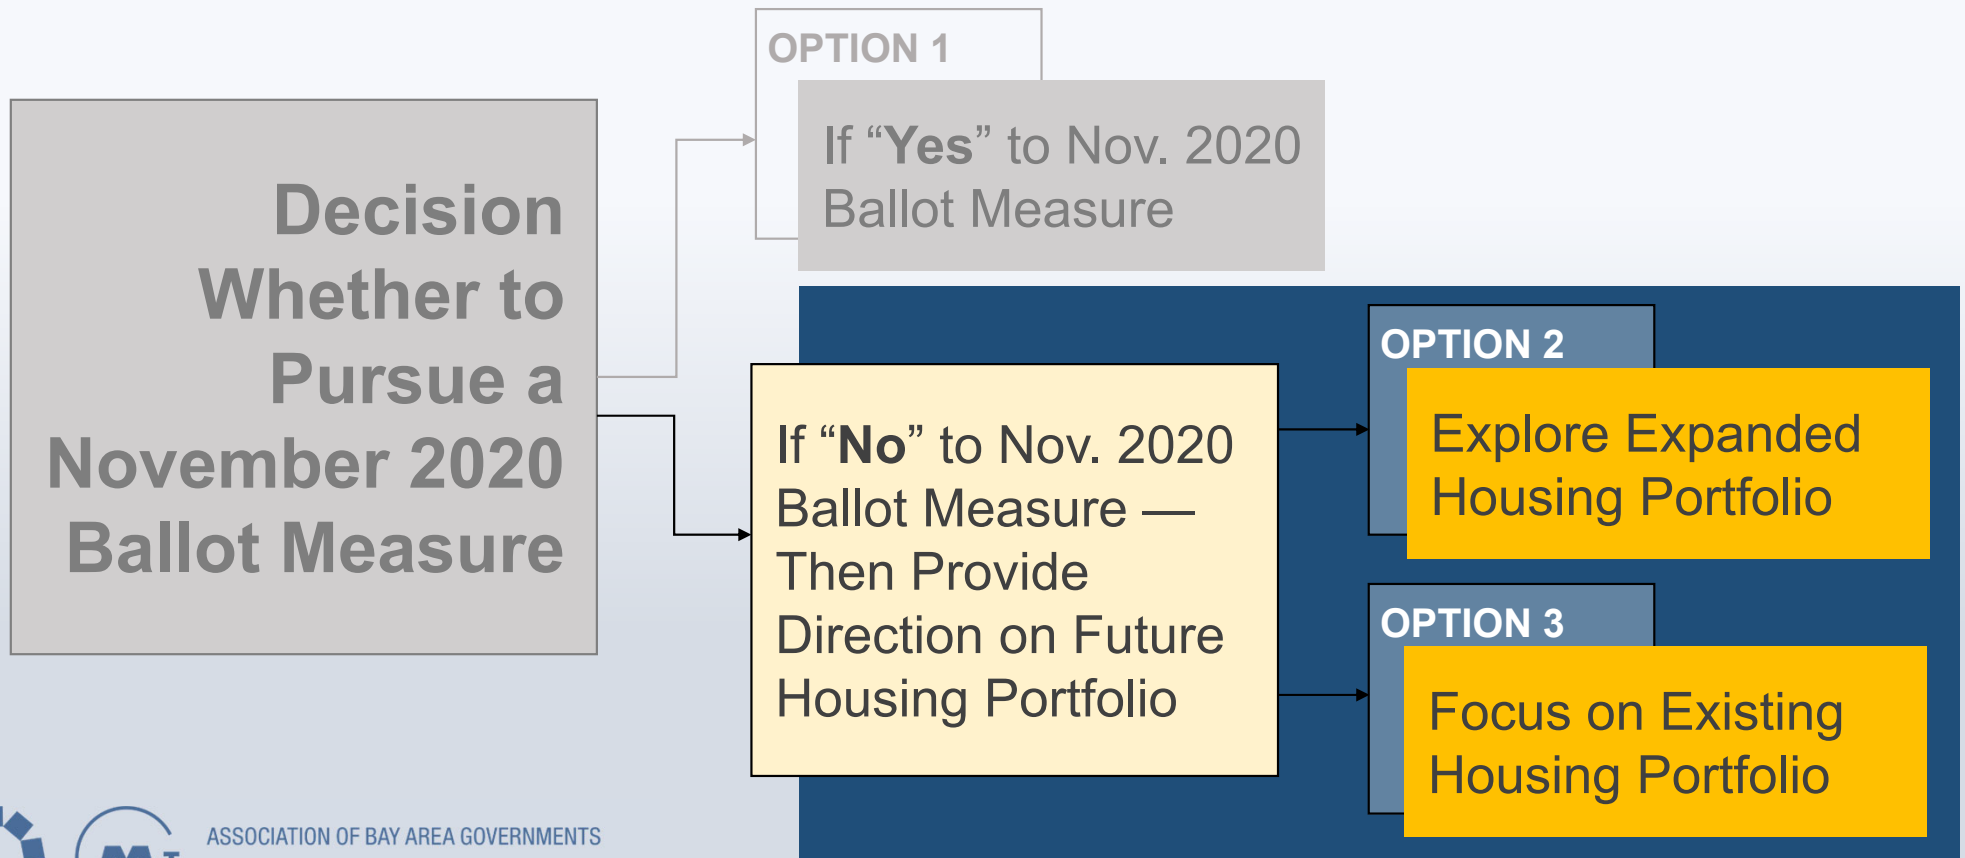 OPTION 1
If “Yes” to Nov. 2020
Ballot Measure
Decision
Whether to
Pursue a
November 2020
Ballot Measure
OPTION 2
Explore Expanded
Housing Portfolio
If “No” to Nov. 2020
Ballot Measure —
Then Provide
Direction on Future
Housing Portfolio
OPTION 3
Focus on Existing
Housing Portfolio
ASSOCIATION OF BAY AREA GOVERNMENTS